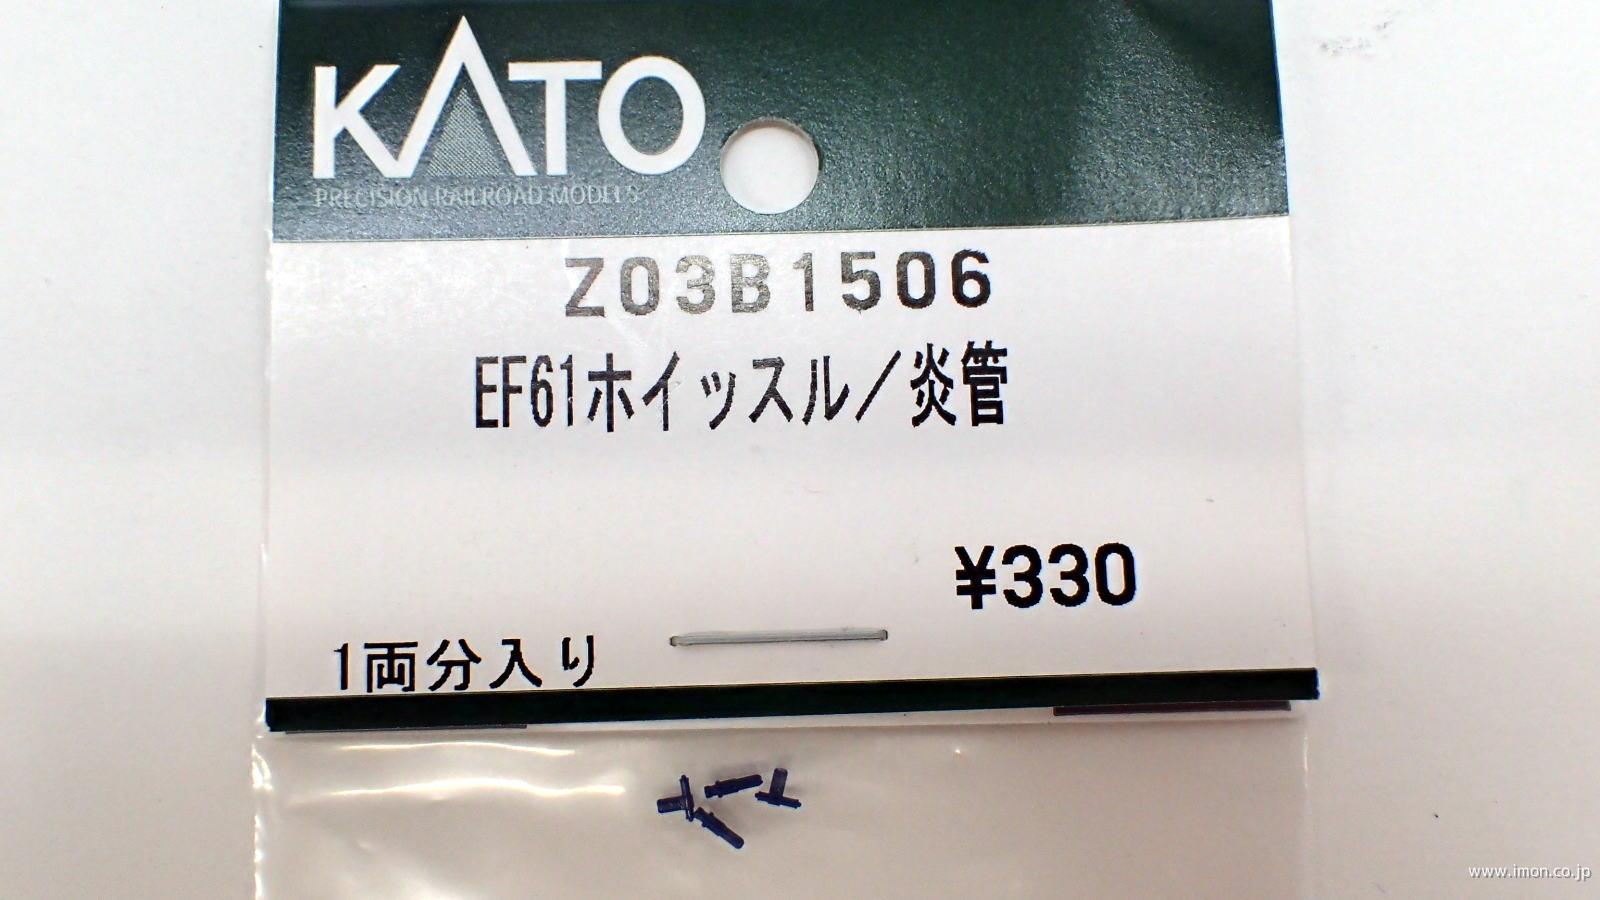 KATO
PRECISION RAILROAD MODELS
Z03B1506
EF61ホイッスル／炎管
¥330
1両分入り
www.imon.co.jp